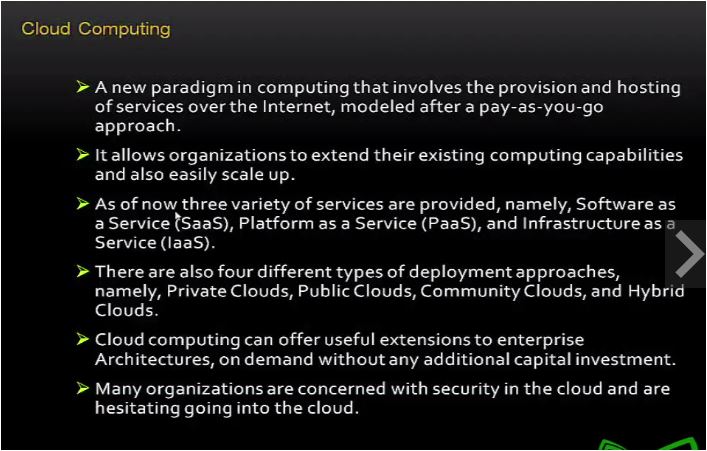 Cloud Computing
A new paradigm in computing that involves the provision and hosting
of services over the Internet, modeled after a pay-as-you-go
approach.
It allows organizations to extend their existing computing capabilities
and also easily scale up.
As of now three variety of services are provided, namely, Software as
a Service (SaaS), Platform as a Service (PaaS), and Infrastructure as a
Service (IaaS).
There are also four different types of deployment approaches,
namely, Private Clouds, Public Clouds, Community Clouds, and Hybrid
Clouds.
Cloud computing can offer useful extensions to enterprise
Architectures, on demand without any additional capital investment.
Many organizations are concerned with security in the cloud and are
hesitating going into the cloud.